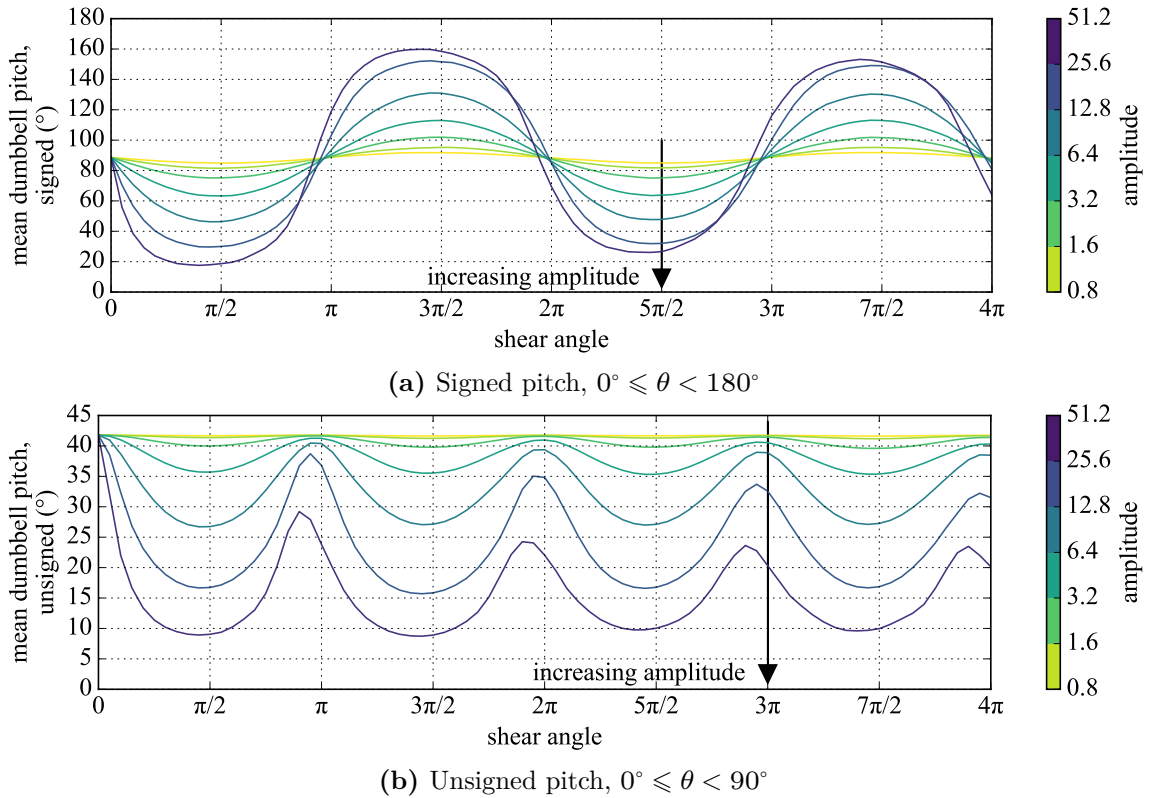 180
160
140
120
100
80
60
40
20
0
mean dumbbell pitch,
signed (°)
increasing amplitude
0 π/2 π 3π/2 2π 5π/2 3π 7π/2 4π
shear angle
51.2
25.6
12.8
6.4
3.2
1.6
0.8
amplitude
(a) Signed pitch, 0° ⩽ θ < 180°
45
40
35
30
25
20
15
10
5
0
mean dumbbell pitch,
unsigned (°)
increasing amplitude
0 π/2 π 3π/2 2π 5π/2 3π 7π/2 4π
shear angle
51.2
25.6
12.8
6.4
3.2
1.6
0.8
amplitude
(b) Unsigned pitch, 0° ⩽ θ < 90°